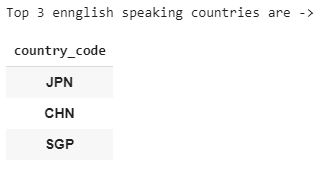 Top 3 ennglish speaking countries are ->
country_code
JPN
CHN
SGP